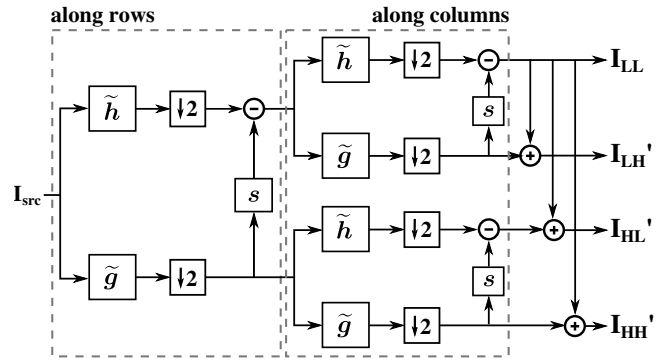 along rows
along columns
h̃ ↓2 − I_LL
s
h̃ ↓2 −
g̃ ↓2 + I_LH'
I_src
s
h̃ ↓2 − + I_HL'
g̃ ↓2
s
g̃ ↓2 + I_HH'